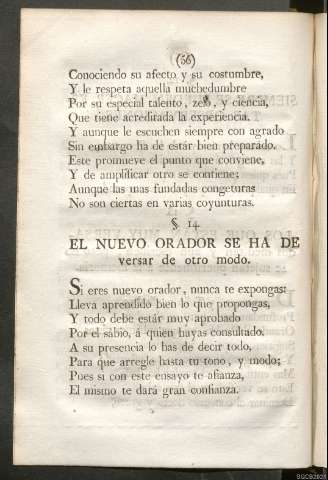 (56)
Conociendo su afecto y su costumbre,
Y le respeta aquella muchedumbre
Por su especial talento, zelo, y ciencia,
Que tiene acreditada la experiencia.
Y aunque le escuchen siempre con agrado
Sin embargo ha de estár bien preparado.
Este promueve el punto que conviene,
Y de amplificar otro se contiene;
Aunque las mas fundadas congeturas
No son ciertas en varias coyunturas.
§. 14.
EL NUEVO ORADOR SE HA DE
versar de otro modo.
Si eres nuevo orador, nunca te expongas:
Lleva aprendido bien lo que propongas,
Y todo debe estár muy aprobado
Por el sábio, á quien hayas consultado.
A su presencia lo has de decir todo,
Para que arregle hasta tu tono, y modo;
Pues si con este ensayo te afianza,
El mismo te dará gran confianza.